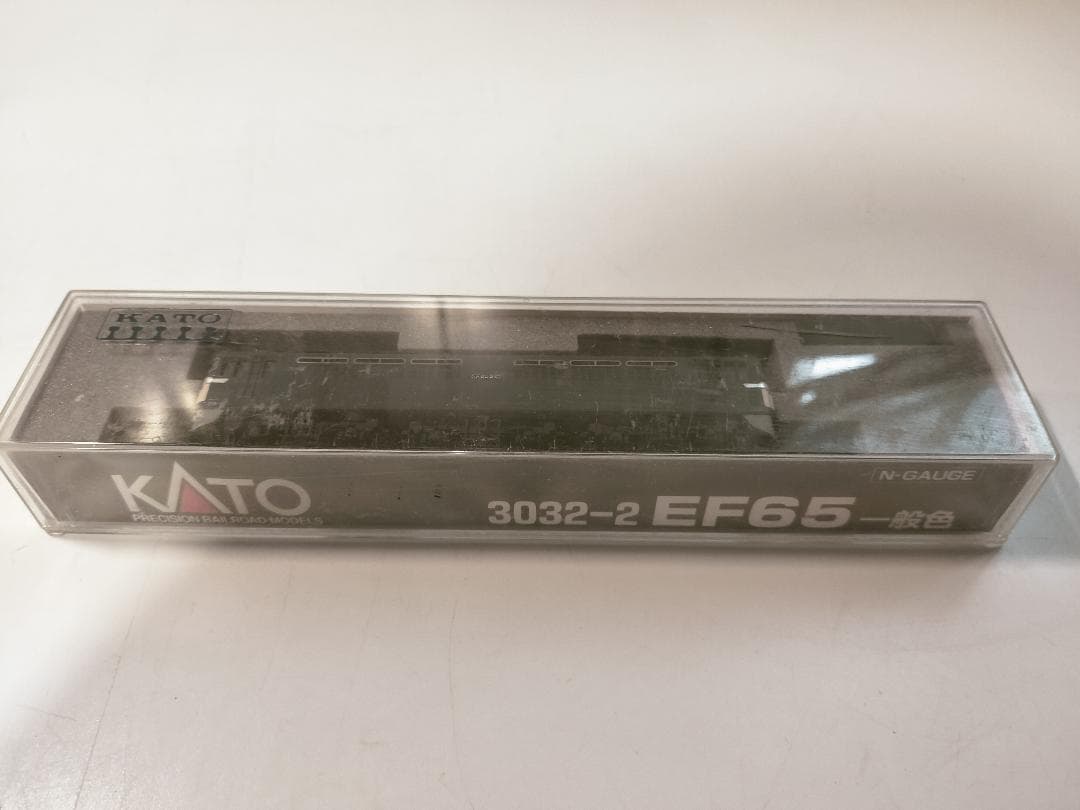 KATO
KATO
PRECISION RAILROAD MODELS
3032-2 EF65 一般色
N-GAUGE